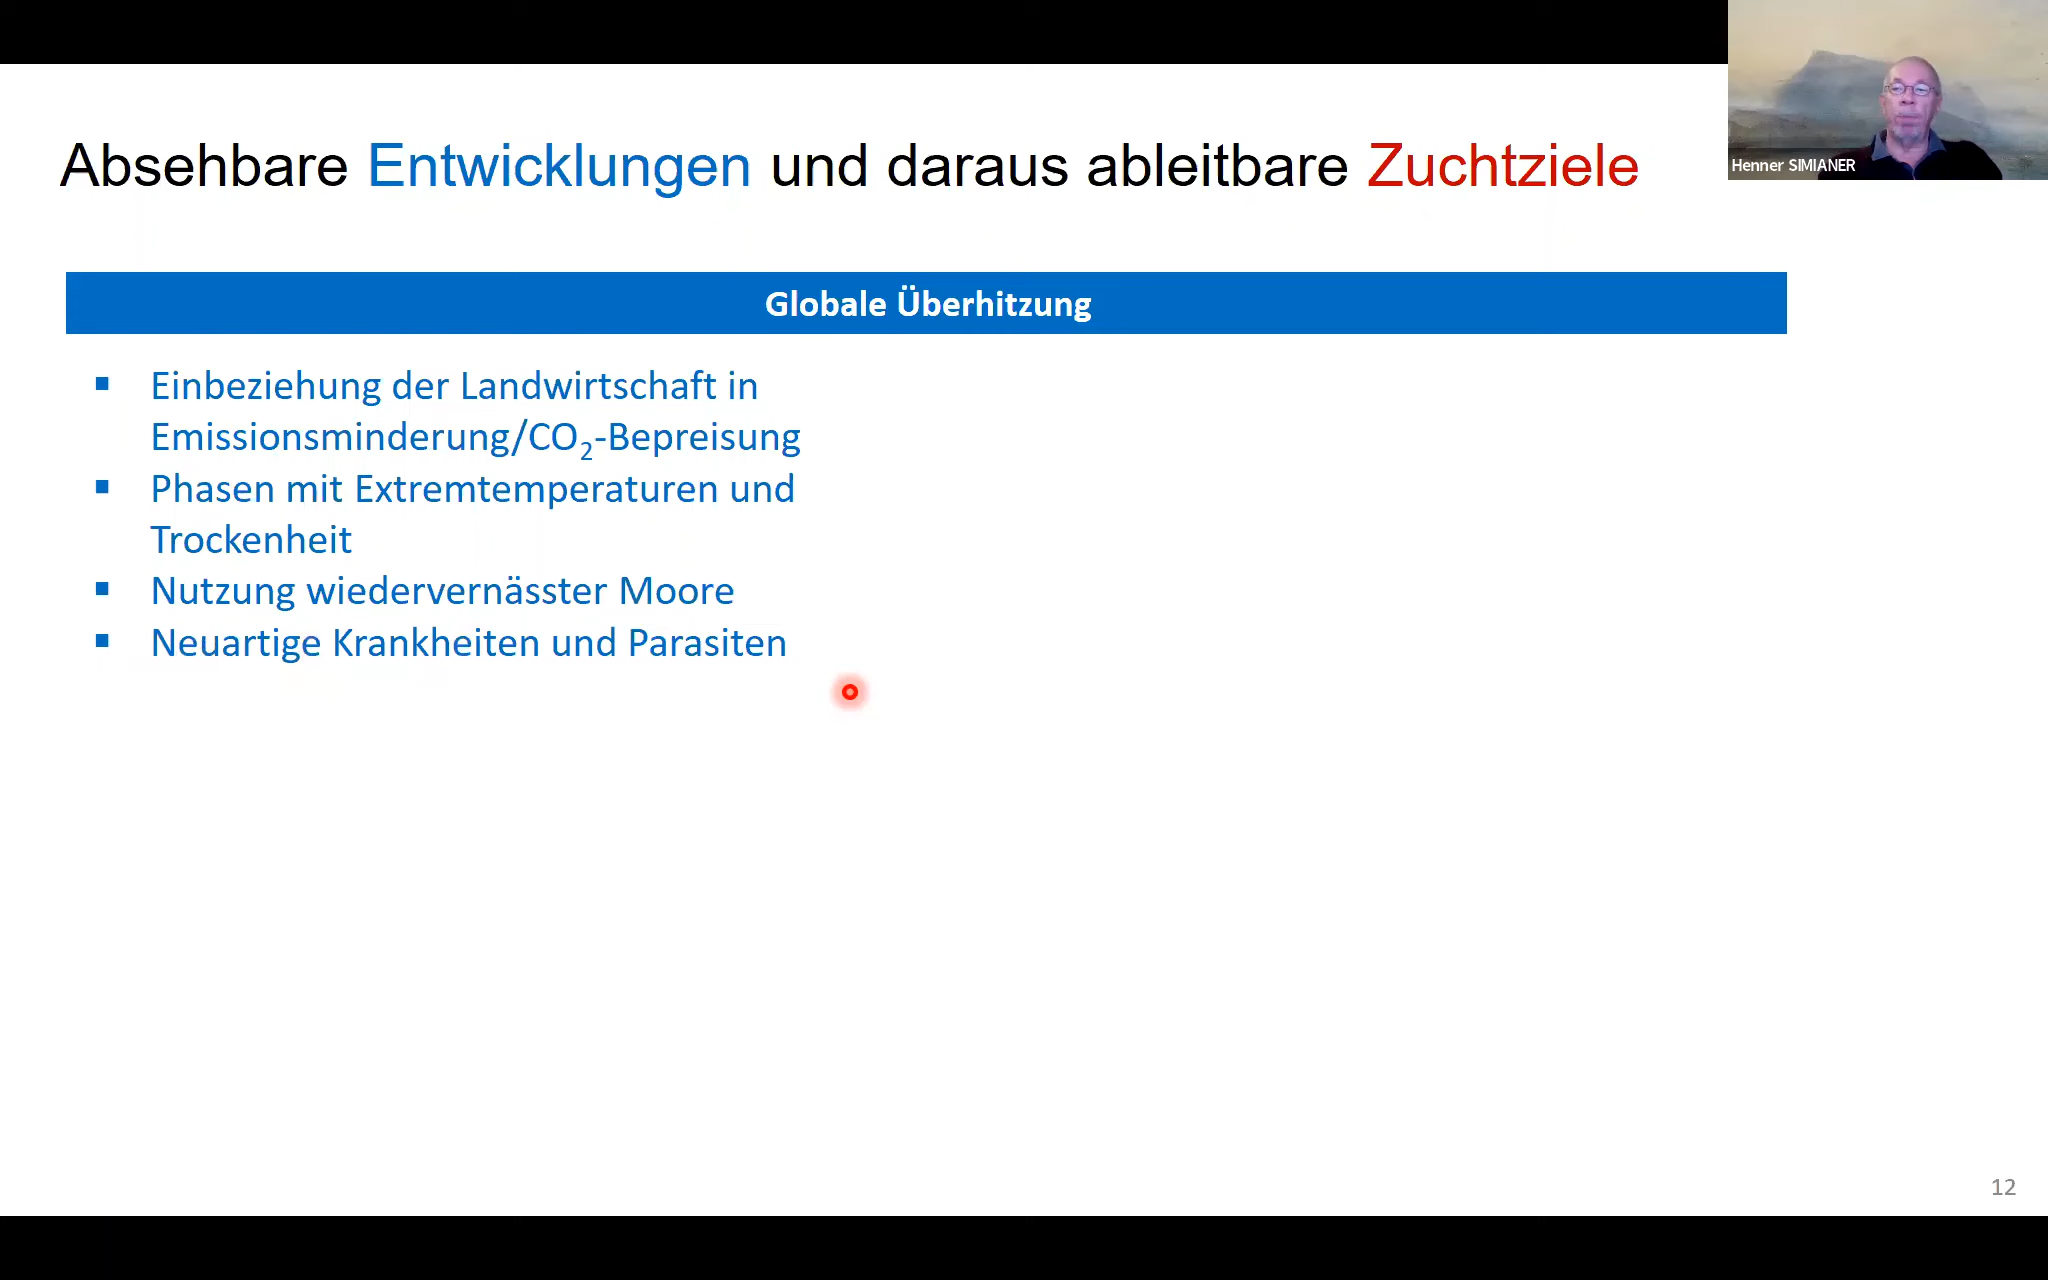 Absehbare Entwicklungen und daraus ableitbare Zuchtziele
Henner SIMIANER
Globale Überhitzung
▪ Einbeziehung der Landwirtschaft in
Emissionsminderung/CO₂-Bepreisung
▪ Phasen mit Extremtemperaturen und
Trockenheit
▪ Nutzung wiedervernässter Moore
▪ Neuartige Krankheiten und Parasiten
12